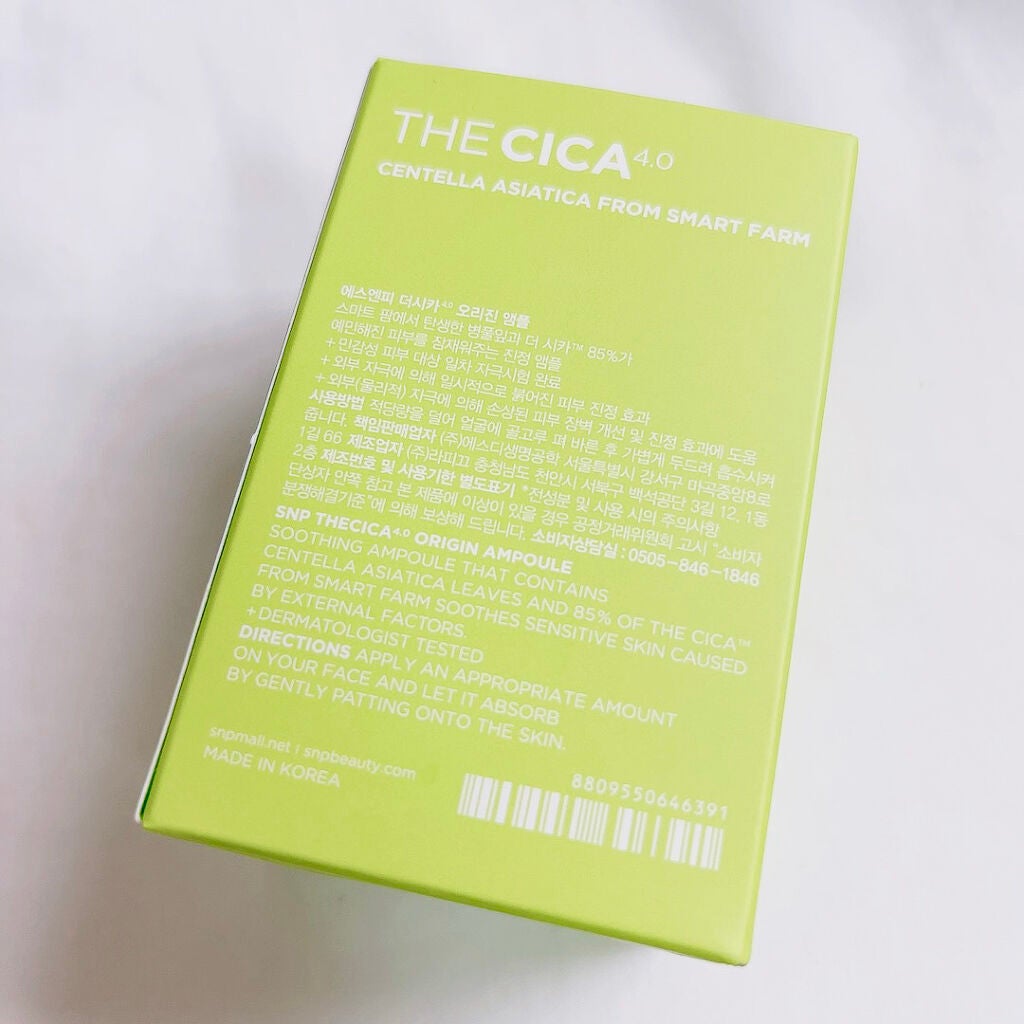 THE CICA 4.0
CENTELLA ASIATICA FROM SMART FARM
에스엔피 더시카4.0 오리진 앰플
스마트 팜에서 탄생한 병풀잎과 더 시카™ 85%가
예민해진 피부를 잠재워주는 진정 앰플
+민감성 피부 대상 일차 자극시험 완료
+외부 자극에 의해 일시적으로 붉어진 피부 진정 효과
+외부(물리적) 자극에 의해 손상된 피부 장벽 개선 및 진정 효과에 도움
사용방법 적당량을 덜어 얼굴에 골고루 펴 바른 후 가볍게 두드려 흡수시켜
줍니다. 책임판매업자 (주)에스디생명공학 서울특별시 강서구 마곡중앙8로
1길 66 제조업자 (주)라피끄 충청남도 천안시 서북구 백석공단 3길 12, 1동
2층 제조번호 및 사용기한 별도표기 *전성분 및 사용 시의 주의사항
단상자 안쪽 참고 본 제품에 이상이 있을 경우 공정거래위원회 고시 "소비자
분쟁해결기준"에 의해 보상해 드립니다. 소비자상담실 : 0505-846-1846
SNP THECICA4.0 ORIGIN AMPOULE
SOOTHING AMPOULE THAT CONTAINS
CENTELLA ASIATICA LEAVES AND 85% OF THE CICA™
FROM SMART FARM SOOTHES SENSITIVE SKIN CAUSED
BY EXTERNAL FACTORS.
+DERMATOLOGIST TESTED
DIRECTIONS APPLY AN APPROPRIATE AMOUNT
ON YOUR FACE AND LET IT ABSORB
BY GENTLY PATTING ONTO THE SKIN.
snpmall.net | snpbeauty.com
MADE IN KOREA
8809550646391